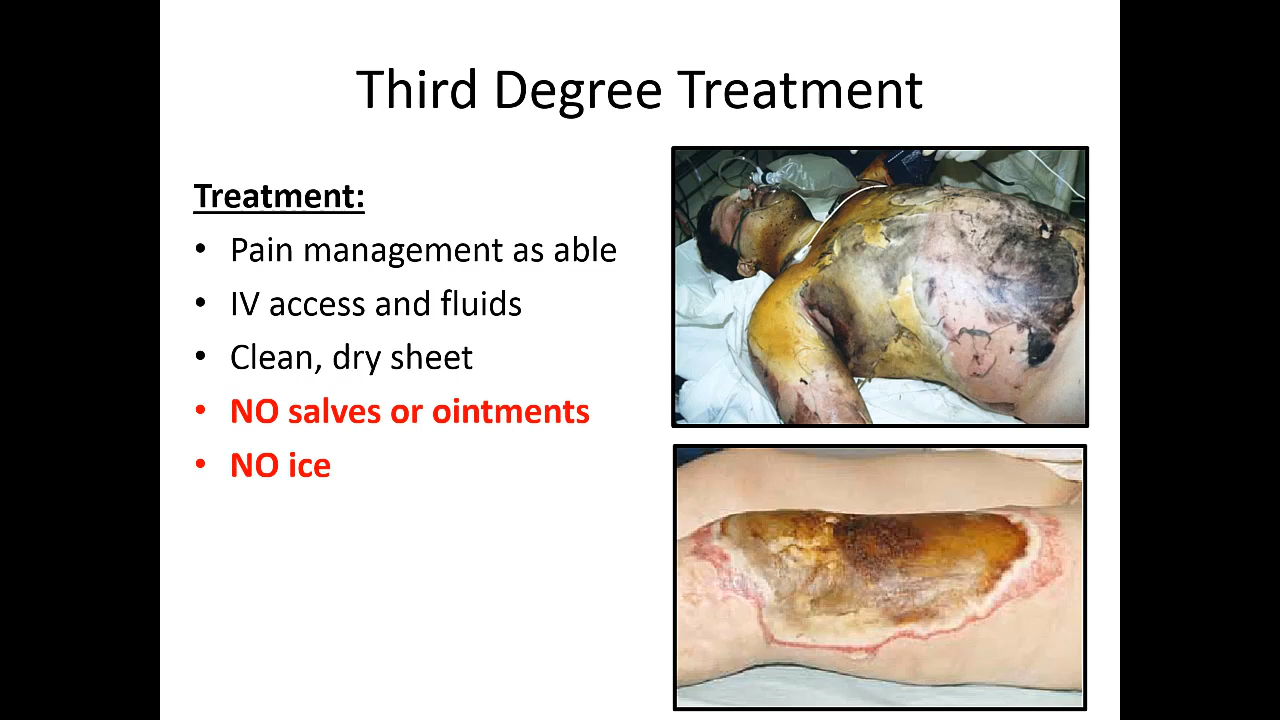 Third Degree Treatment
Treatment:
• Pain management as able
• IV access and fluids
• Clean, dry sheet
• NO salves or ointments
• NO ice